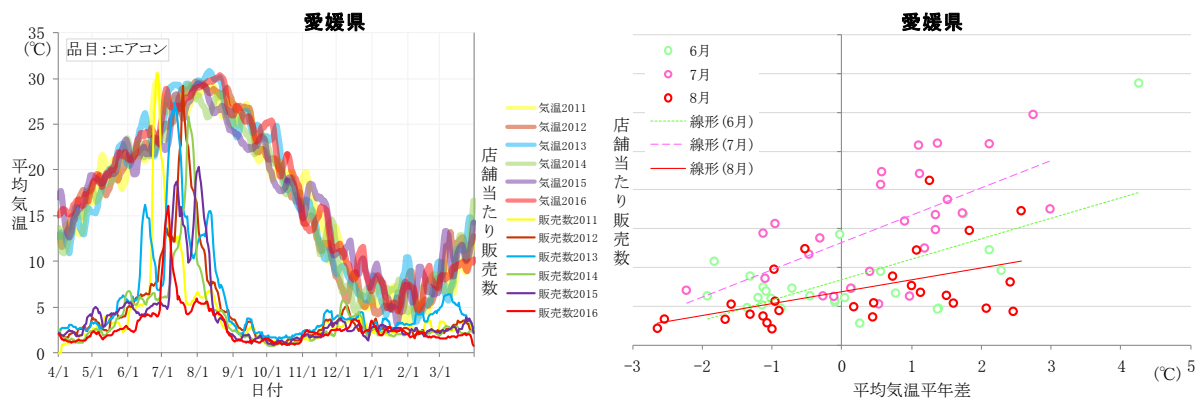 愛媛県
35
(℃)
30
25
20
15
10
5
0
品目:エアコン
平均気温
4/1 5/1 6/1 7/1 8/1 9/1 10/1 11/1 12/1 1/1 2/1 3/1
日付
店舗当たり販売数
気温2011
気温2012
気温2013
気温2014
気温2015
気温2016
販売数2011
販売数2012
販売数2013
販売数2014
販売数2015
販売数2016
愛媛県
6月
7月
8月
線形 (6月)
線形 (7月)
線形 (8月)
店舗当たり販売数
-3 -2 -1 0 1 2 3 4 5
平均気温平年差
(℃)